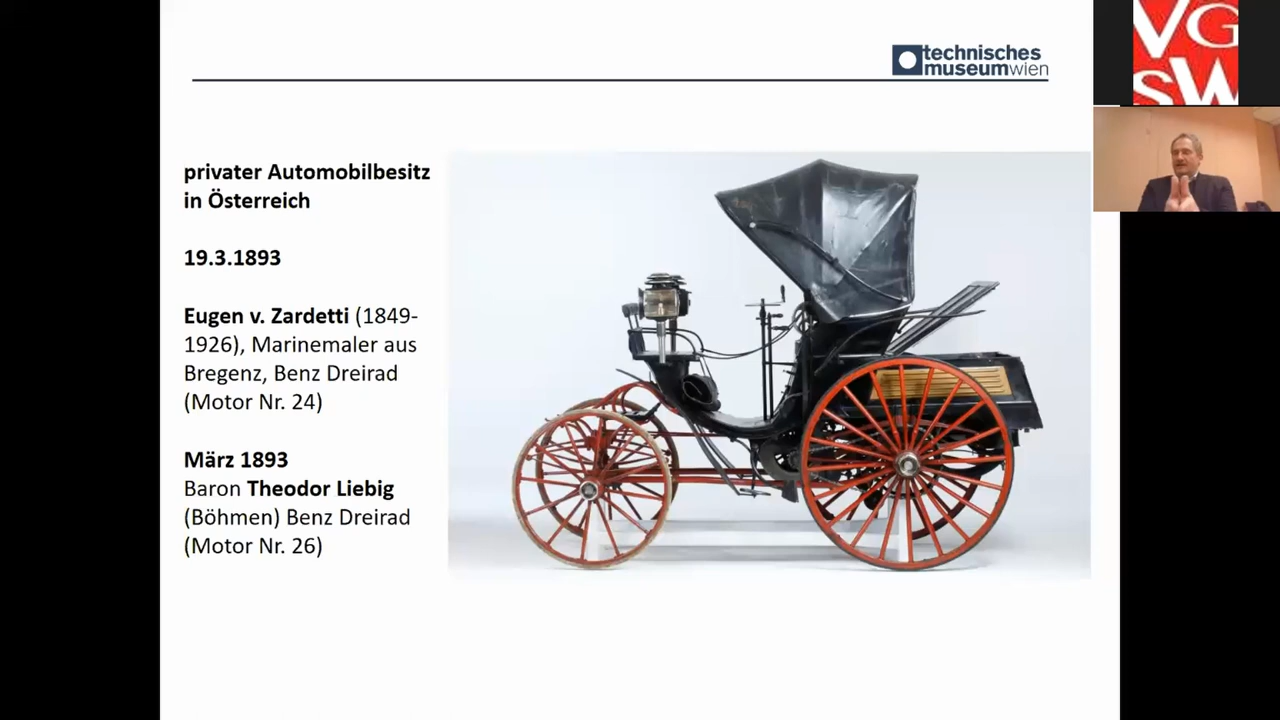 technisches
museumwien
VG
SW
privater Automobilbesitz
in Österreich
19.3.1893
Eugen v. Zardetti (1849-
1926), Marinemaler aus
Bregenz, Benz Dreirad
(Motor Nr. 24)
März 1893
Baron Theodor Liebig
(Böhmen) Benz Dreirad
(Motor Nr. 26)